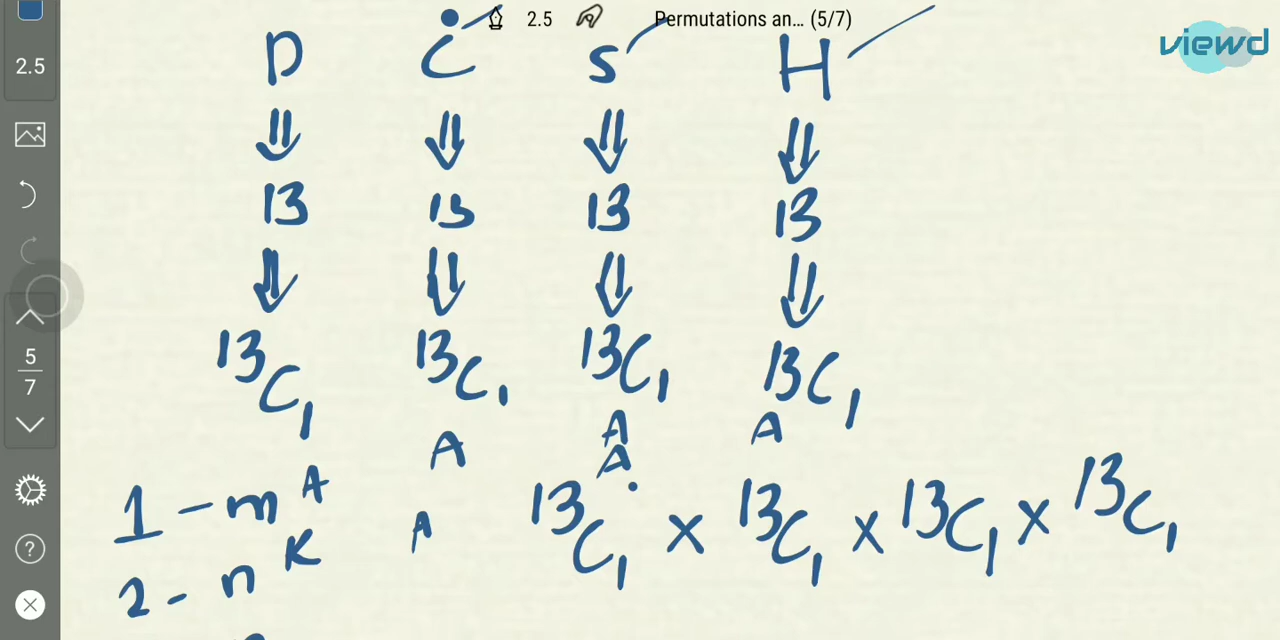 2.5 Permutations an... (5/7)
viewd
2.5
D C S H
13 13 13 13
5
7
¹³C₁ ¹³C₁ ¹³C₁ ¹³C₁
A A A
A
1 - m A
K
A
¹³C₁ × ¹³C₁ × ¹³C₁ × ¹³C₁
2 - n
?